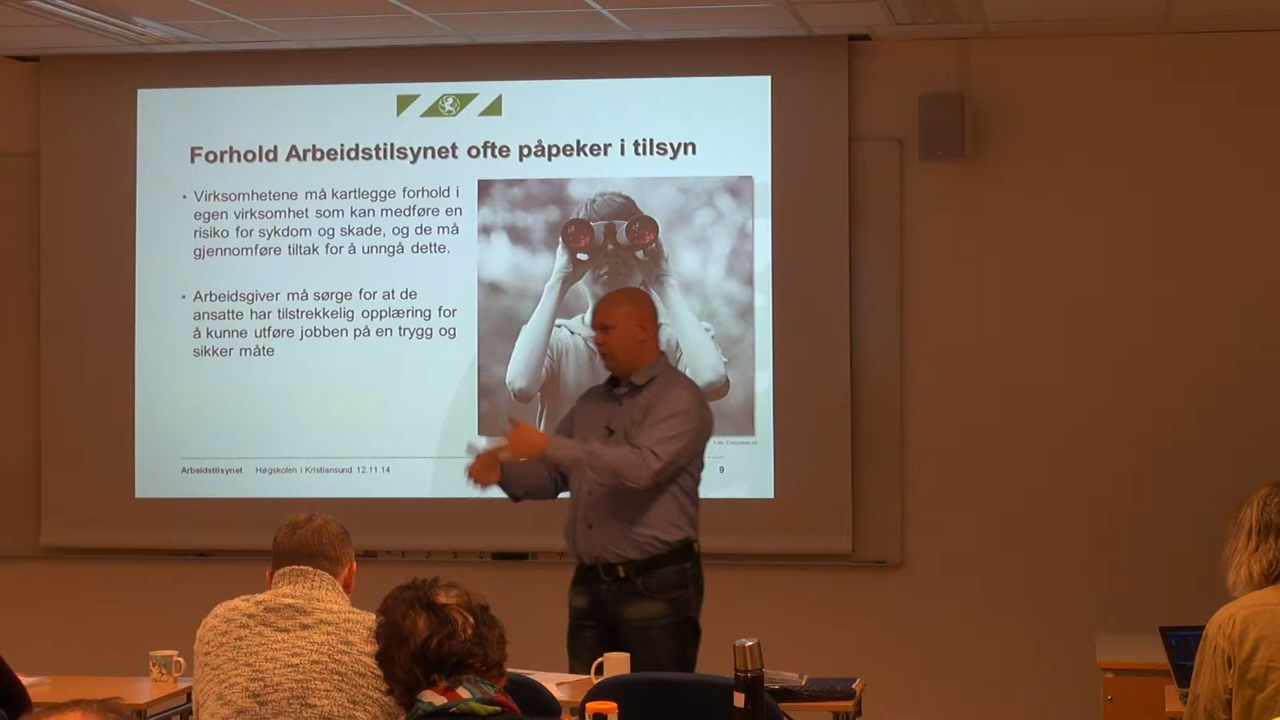 Forhold Arbeidstilsynet ofte påpeker i tilsyn
• Virksomhetene må kartlegge forhold i
egen virksomhet som kan medføre en
risiko for sykdom og skade, og de må
gjennomføre tiltak for å unngå dette.
• Arbeidsgiver må sørge for at de
ansatte har tilstrekkelig opplæring for
å kunne utføre jobben på en trygg og
sikker måte
Arbeidstilsynet Høgskolen i Kristiansund 12.11.14 9